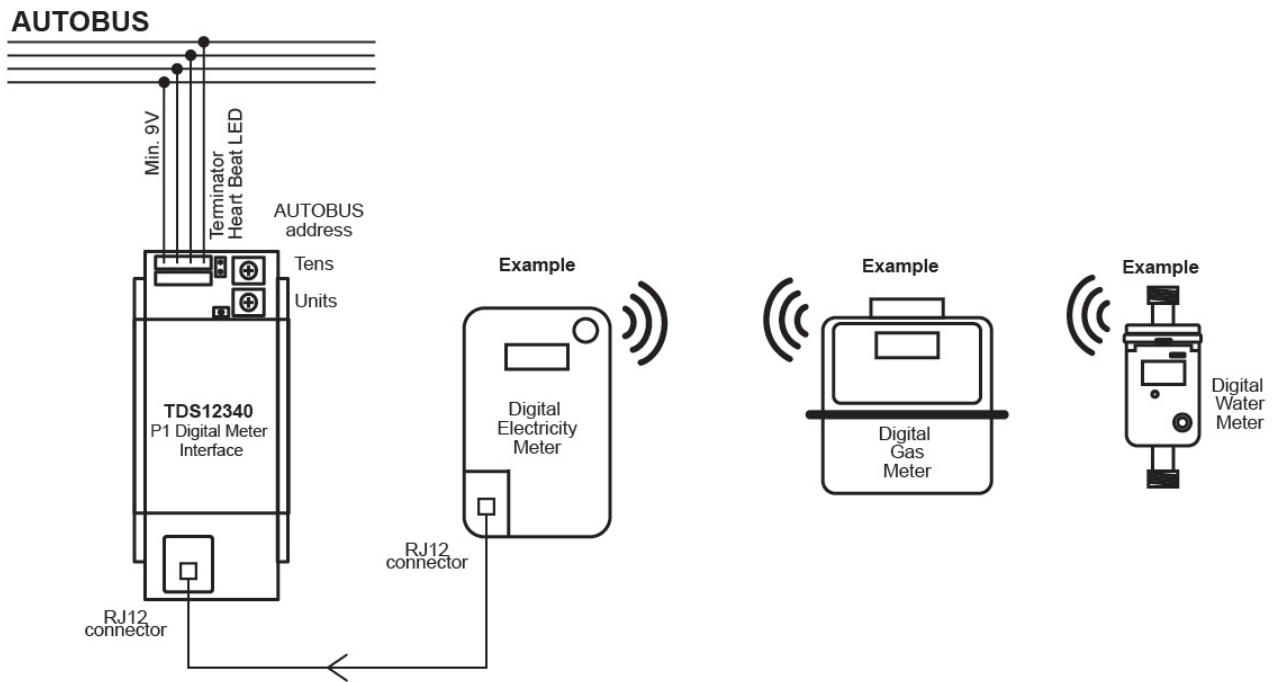 AUTOBUS
Min. 9V
Terminator
Heart Beat LED
AUTOBUS
address
Tens
Units
TDS12340
P1 Digital Meter
Interface
RJ12
connector
Example
Digital
Electricity
Meter
RJ12
connector
Example
Digital
Gas
Meter
Example
Digital
Water
Meter